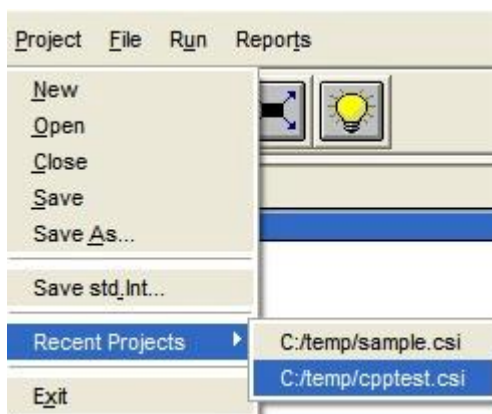 Project File Run Reports
New
Open
Close
Save
Save As...
Save std.Int...
Recent Projects
C:/temp/sample.csi
C:/temp/cpptest.csi
Exit